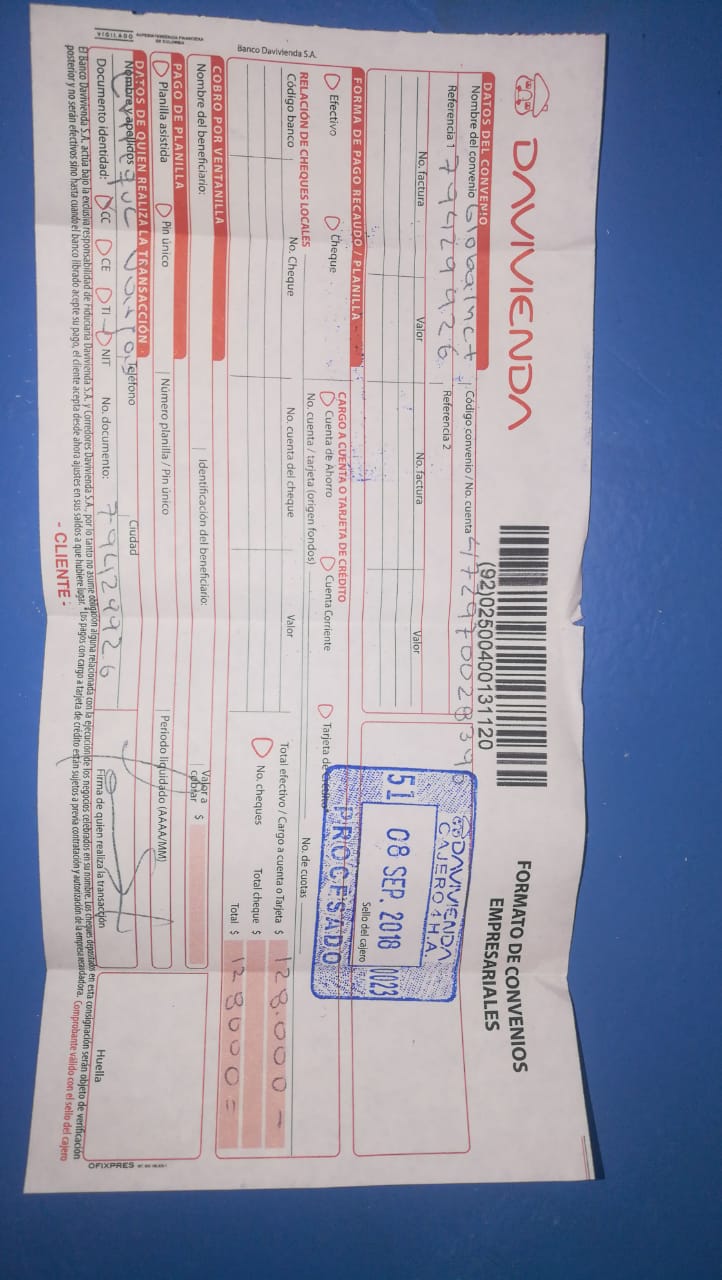 DAVIVIENDA
FORMATO DE CONVENIOS
EMPRESARIALES
(92)02500400131120
DATOS DEL CONVENIO
Nombre del convenio Globalnet Código convenio / No. cuenta
Referencia 1 79429926 Referencia 2
No. factura Valor No. factura Valor
DAVIVIENDA
CAJERO 4 H.A.
51 08 SEP. 2018 0023
PROCESADO
Sello del cajero
FORMA DE PAGO RECAUDO / PLANILLA
Efectivo Cheque
CARGO A CUENTA O TARJETA DE CRÉDITO
Cuenta de Ahorro Cuenta Corriente Tarjeta de
RELACIÓN DE CHEQUES LOCALES No. cuenta / tarjeta (origen fondos) No. de cuotas
Código banco No. Cheque No. cuenta del cheque Valor
Total efectivo / Cargo a cuenta o Tarjeta $ 128.000 -
No. cheques Total cheque $
Total $ 128000 =
COBRO POR VENTANILLA
Nombre del beneficiario: Identificación del beneficiario: Valor a cobrar $
PAGO DE PLANILLA
Planilla asistida Pin único Número planilla / Pin único Periodo liquidado (AAAA/MM)
DATOS DE QUIEN REALIZA LA TRANSACCIÓN
Nombre y apellidos Teléfono Ciudad
Documento identidad: CC CE TI NIT No. documento: 79429926
Firma de quien realiza la transacción
Huella
El Banco Davivienda S.A. actúa bajo la exclusiva responsabilidad de Fiduciaria Davivienda S.A. y Corredores Davivienda S.A., por lo tanto no asume obligación alguna relacionada con la ejecución de los negocios celebrados en su nombre. Los cheques depositados en esta consignación serán objeto de verificación
posterior y no serán efectivos sino hasta cuando el banco librado acepte su pago, el cliente acepta desde ahora ajustes en sus saldos a que hubiere lugar. Los pagos con cargo a tarjeta de crédito están sujetos a previa contratación y autorización de la empresa recaudadora. Comprobante válido con el sello del cajero
- CLIENTE -
Banco Davivienda S.A.
VIGILADO SUPERINTENDENCIA FINANCIERA
DE COLOMBIA
OFIXPRES